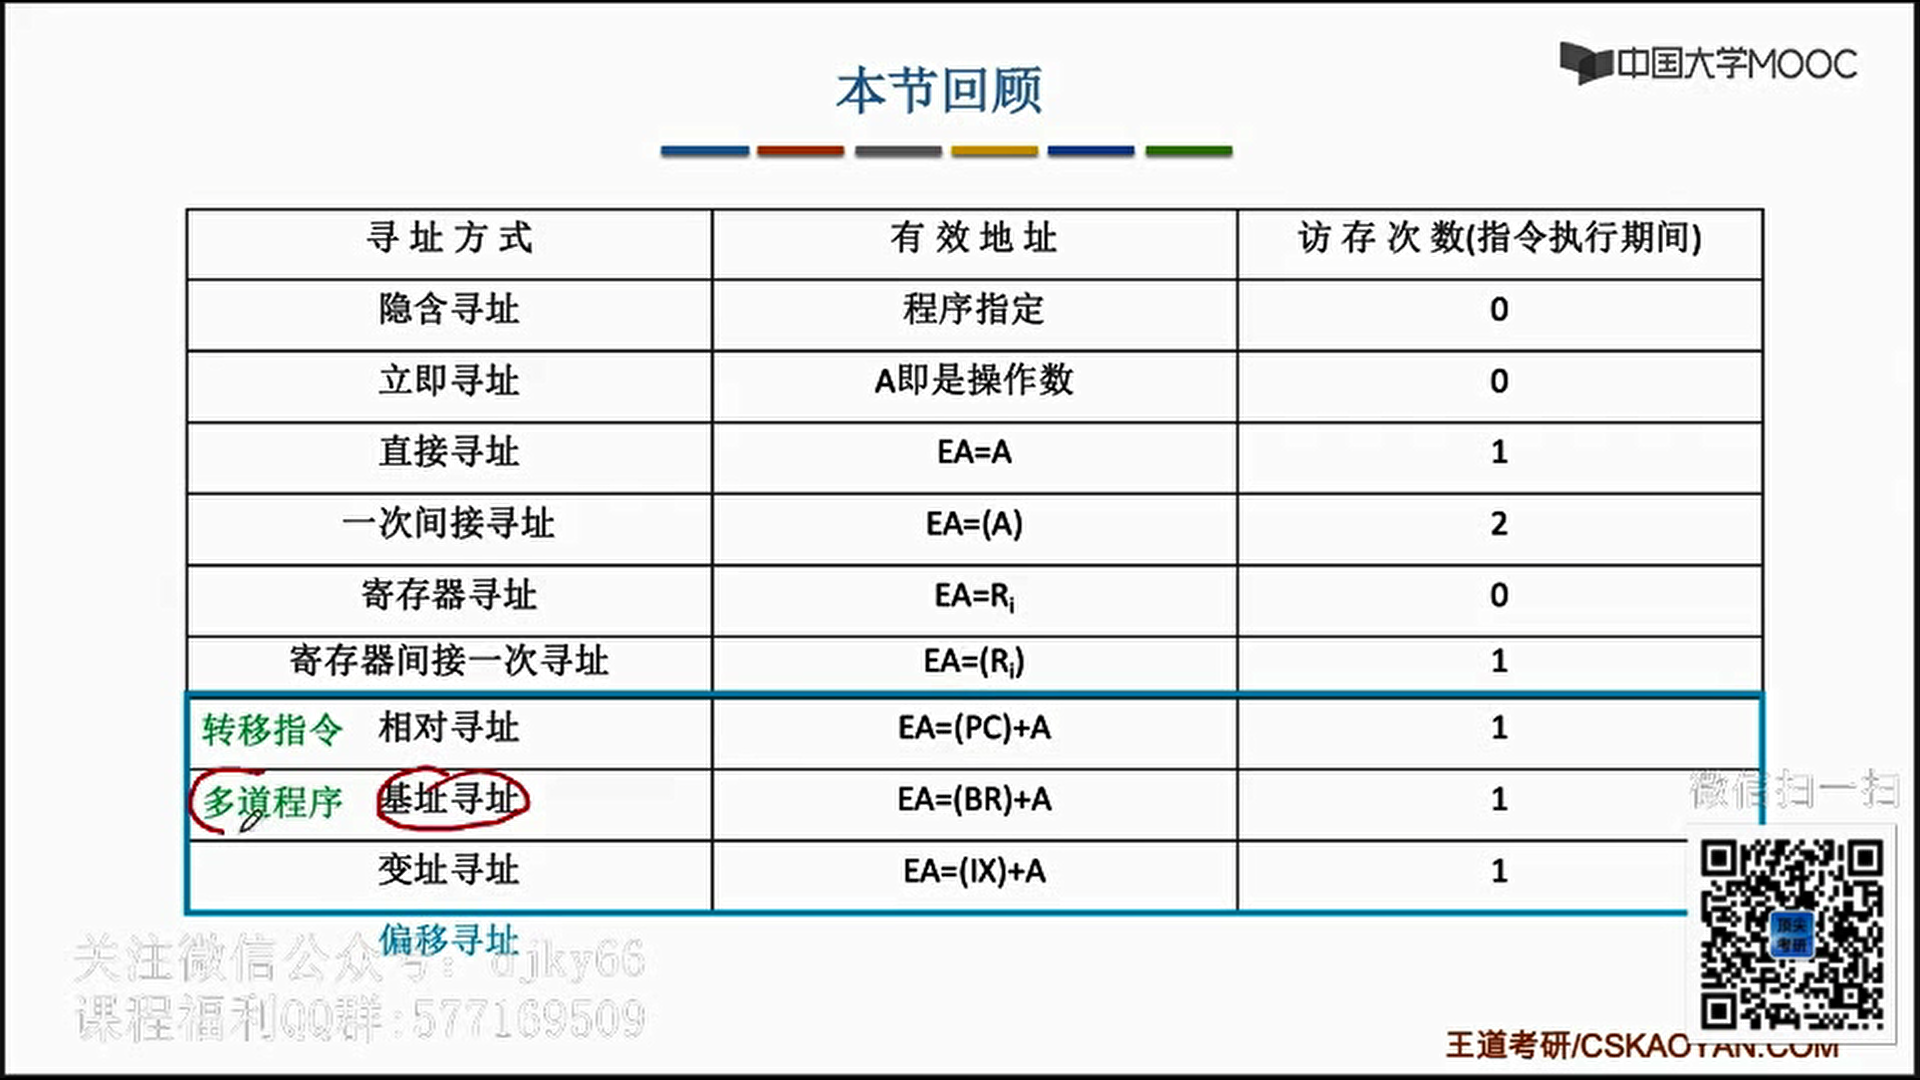 中国大学MOOC
本节回顾
寻址方式 有效地址 访存次数(指令执行期间)
隐含寻址 程序指定 0
立即寻址 A即是操作数 0
直接寻址 EA=A 1
一次间接寻址 EA=(A) 2
寄存器寻址 EA=Ri 0
寄存器间接一次寻址 EA=(Ri) 1
转移指令 相对寻址 EA=(PC)+A 1
多道程序 基址寻址 EA=(BR)+A 1
变址寻址 EA=(IX)+A 1
偏移寻址
微信扫一扫
顶尖
考研
关注微信公众号: djky66
课程福利QQ群:577169509
王道考研/CSKAOYAN.COM